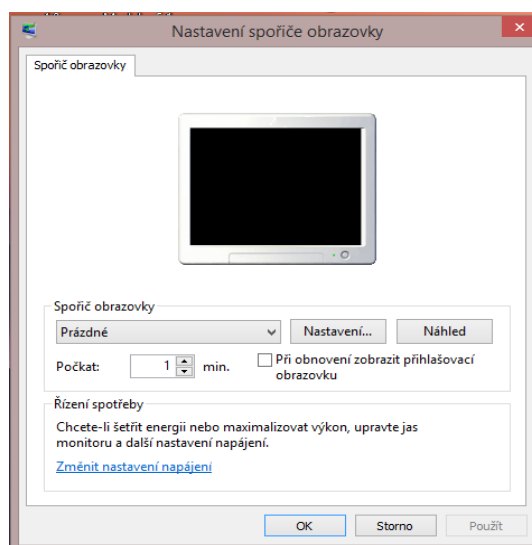 Nastavení spořiče obrazovky
Spořič obrazovky
Spořič obrazovky
Prázdné
Nastavení...
Náhled
Počkat:
1
min.
Při obnovení zobrazit přihlašovací
obrazovku
Řízení spotřeby
Chcete-li šetřit energii nebo maximalizovat výkon, upravte jas
monitoru a další nastavení napájení.
Změnit nastavení napájení
OK
Storno
Použít